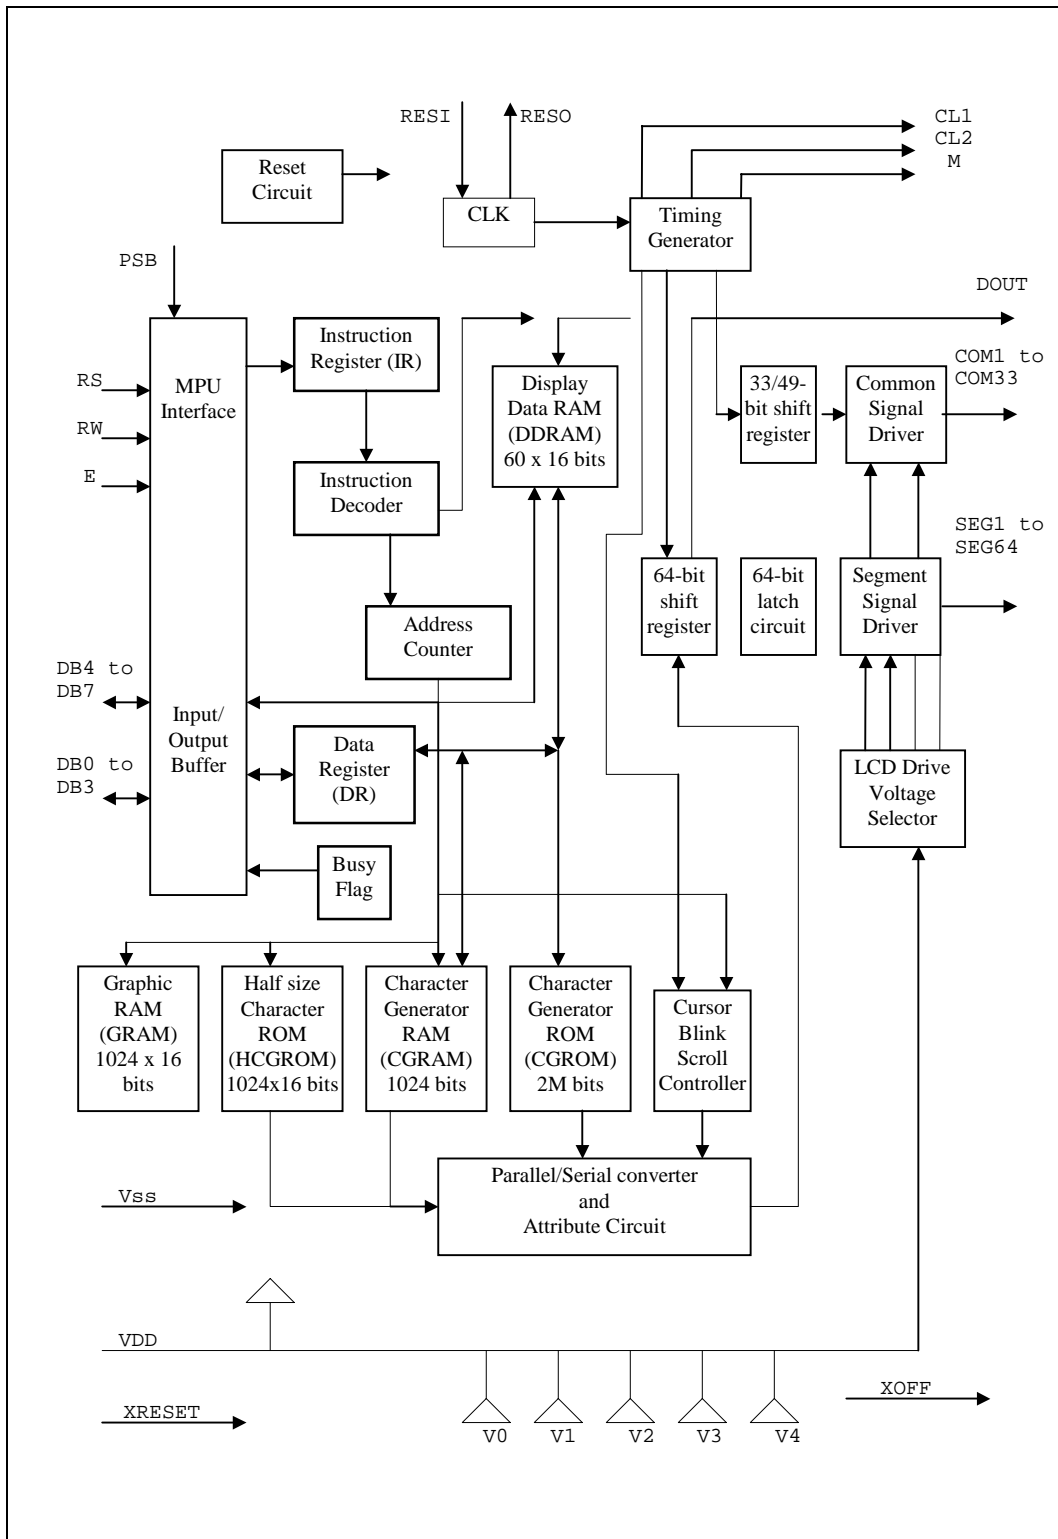 RESI
RESO
CL1
CL2
M
Reset
Circuit
CLK
Timing
Generator
PSB
DOUT
RS
RW
E
MPU
Interface
Instruction
Register (IR)
Display
Data RAM
(DDRAM)
60 x 16 bits
33/49-
bit shift
register
Common
Signal
Driver
COM1 to
COM33
Instruction
Decoder
SEG1 to
SEG64
64-bit
shift
register
64-bit
latch
circuit
Segment
Signal
Driver
Address
Counter
DB4 to
DB7
Input/
Output
Buffer
DB0 to
DB3
Data
Register
(DR)
LCD Drive
Voltage
Selector
Busy
Flag
Graphic
RAM
(GRAM)
1024 x 16
bits
Half size
Character
ROM
(HCGROM)
1024x16 bits
Character
Generator
RAM
(CGRAM)
1024 bits
Character
Generator
ROM
(CGROM)
2M bits
Cursor
Blink
Scroll
Controller
Parallel/Serial converter
and
Attribute Circuit
Vss
VDD
XRESET
V0
V1
V2
V3
V4
XOFF